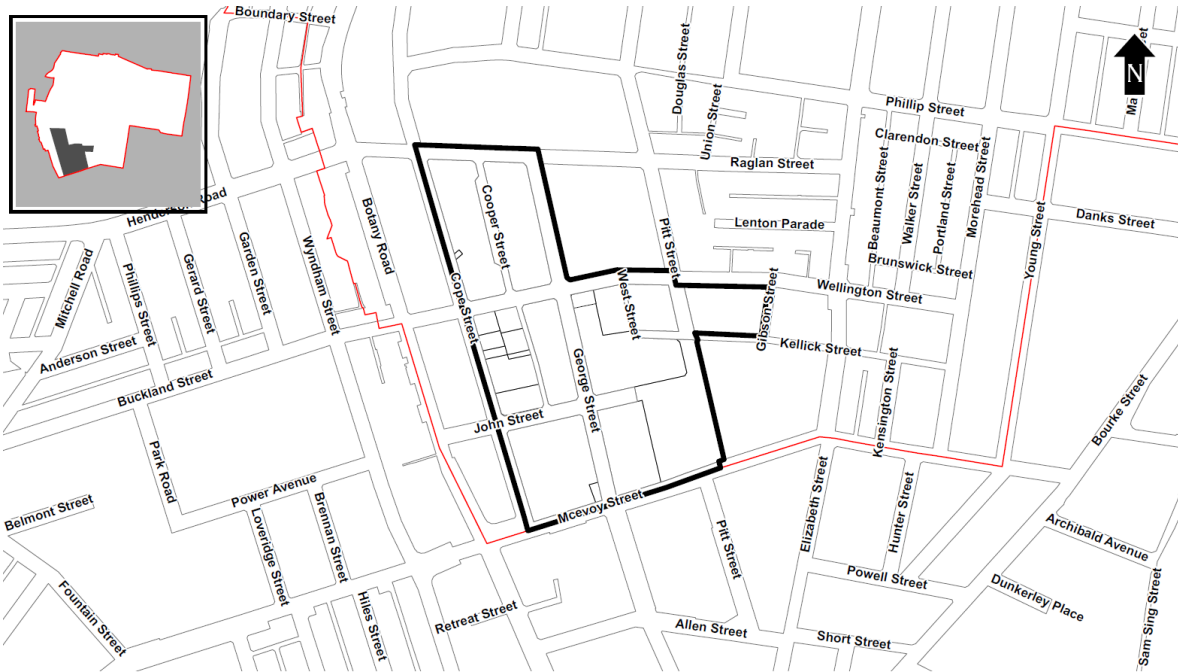 Boundary Street
Douglas Street
Union Street
N
Phillip Street
Clarendon Street
Raglan Street
Beaumont Street
Walker Street
Portland Street
Morehead Street
Young Street
Danks Street
Lenton Parade
Brunswick Street
Henderson Road
Mitchell Road
Phillips Street
Gerard Street
Garden Street
Wyndham Street
Botany Road
Cooper Street
Cope Street
Pitt Street
West Street
Gibson Street
Wellington Street
Kellick Street
Anderson Street
Buckland Street
George Street
John Street
Kensington Street
Bourke Street
Park Road
Power Avenue
Belmont Street
Loveridge Street
Brennan Street
Mcevoy Street
Pitt Street
Elizabeth Street
Hunter Street
Archibald Avenue
Powell Street
Dunkerley Place
Sam Sing Street
Fountain Street
Hiles Street
Retreat Street
Allen Street
Short Street